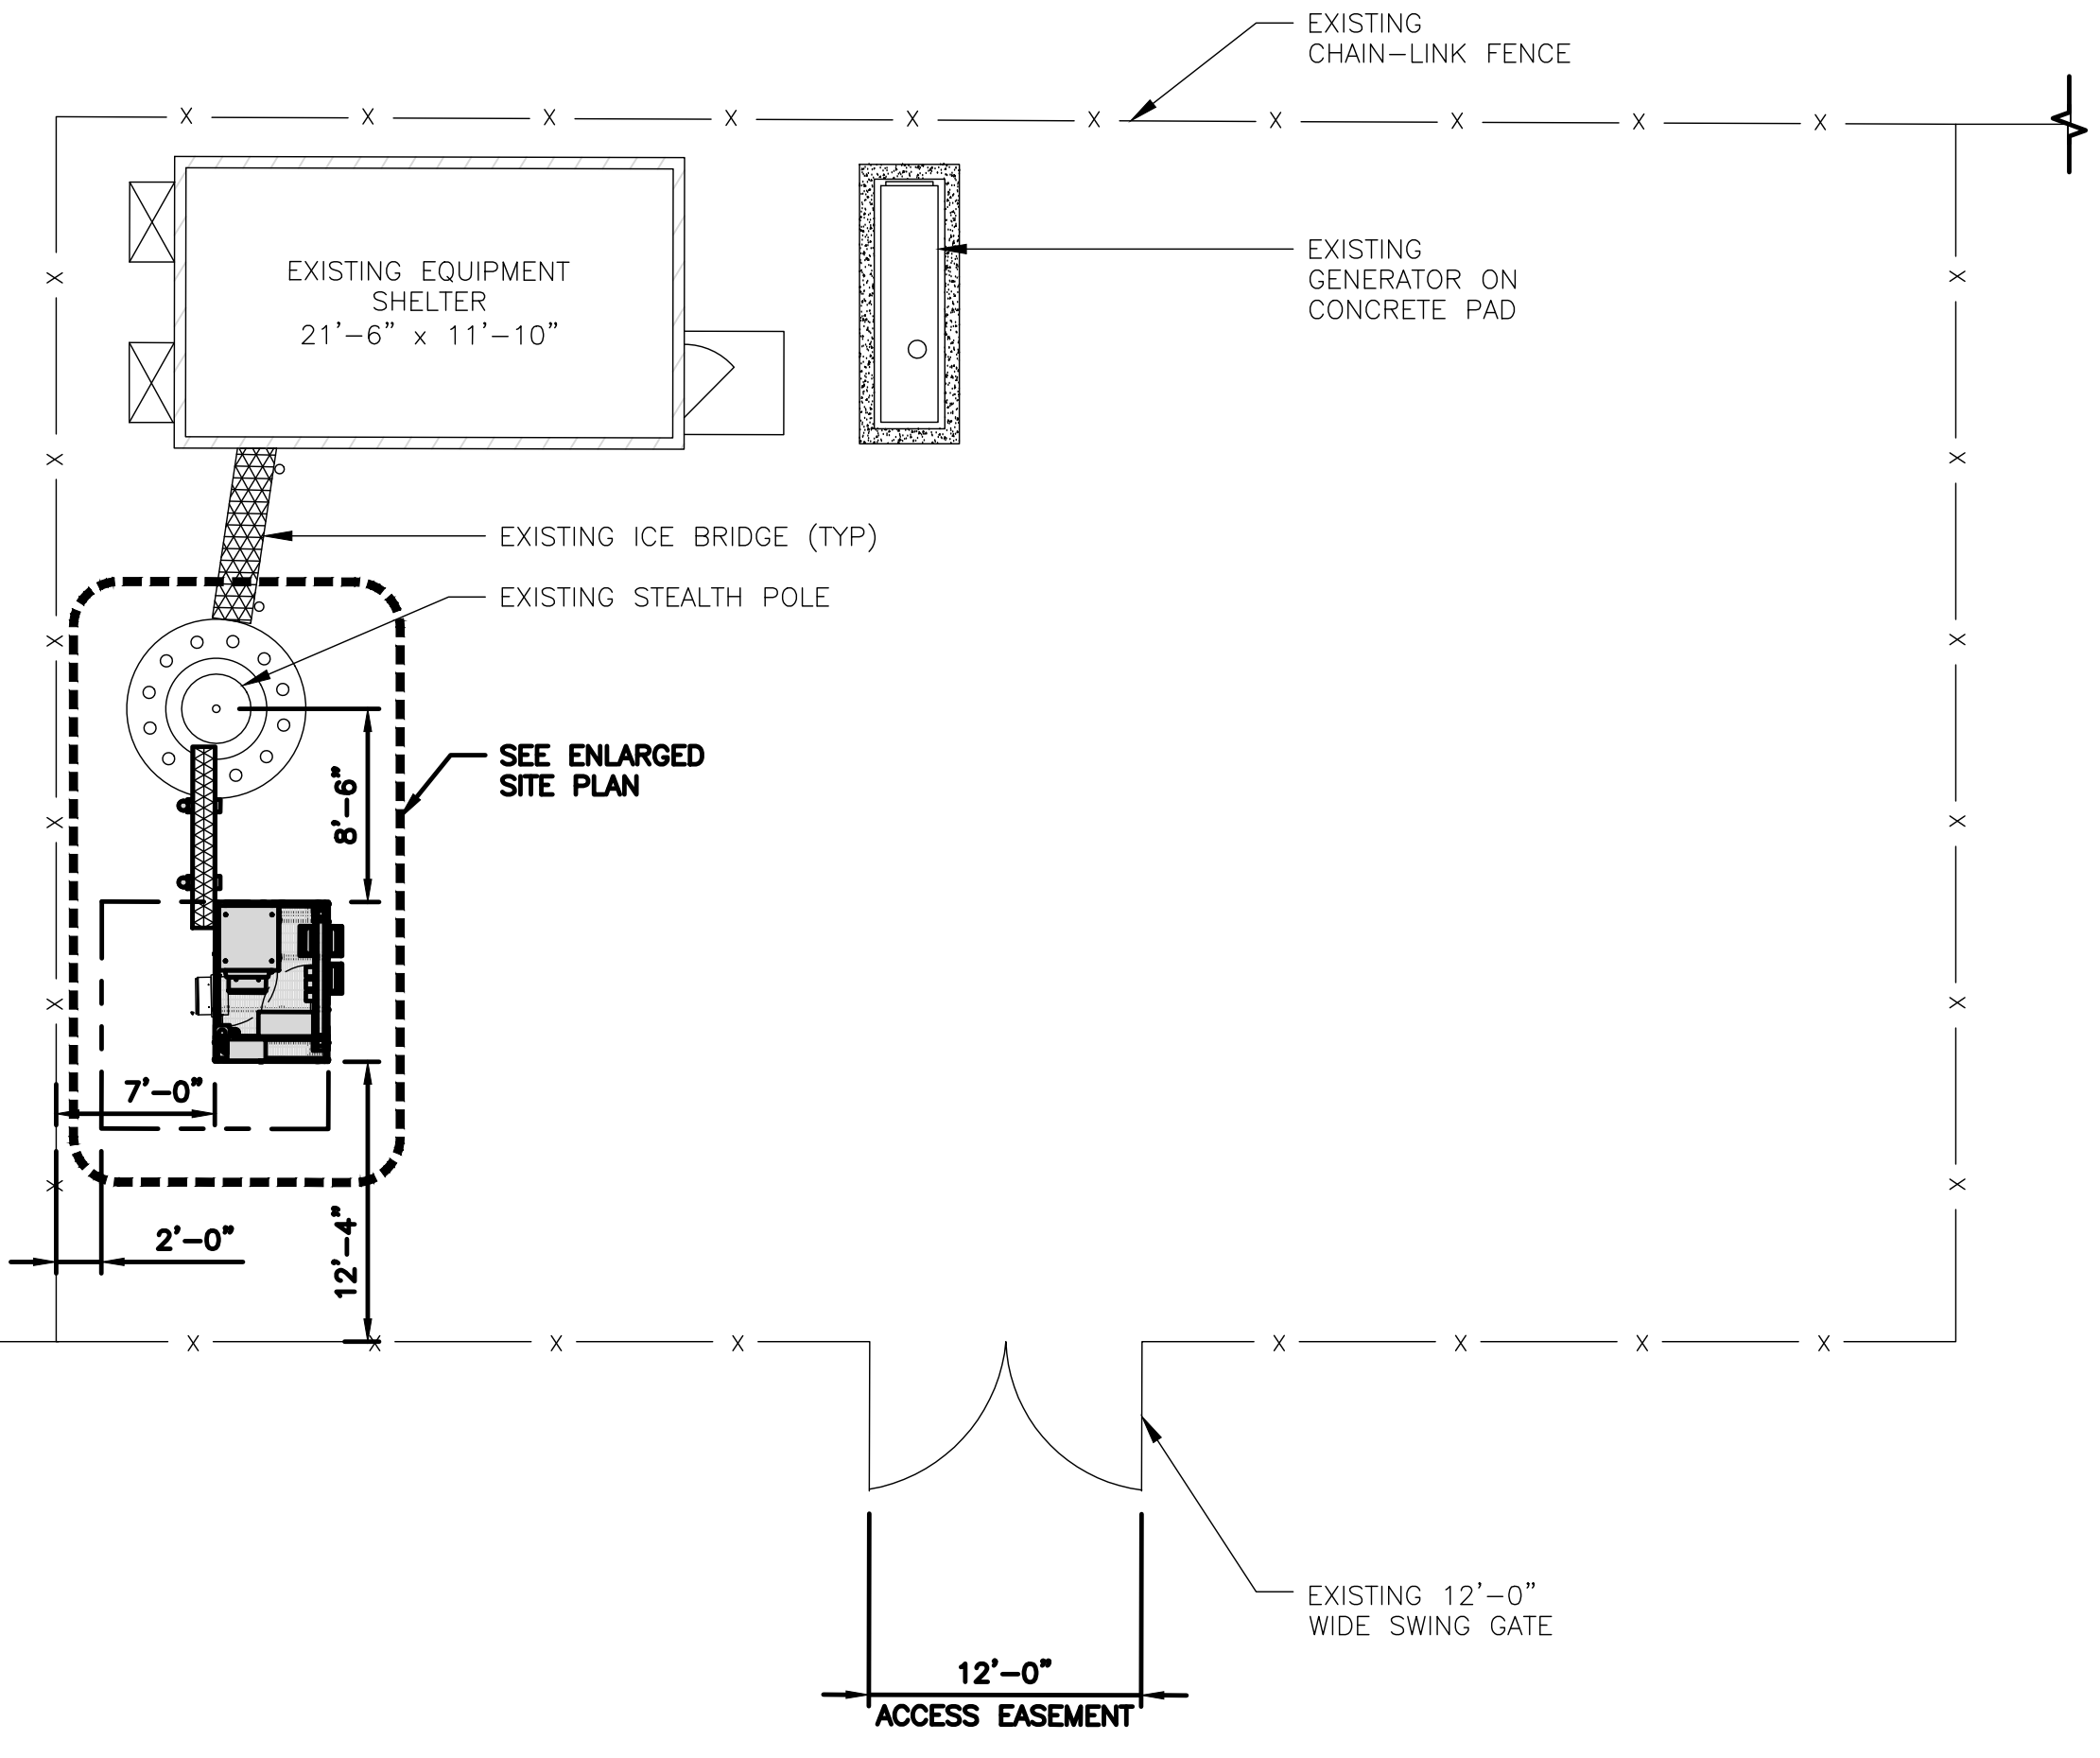 EXISTING
CHAIN-LINK FENCE
EXISTING
GENERATOR ON
CONCRETE PAD
EXISTING EQUIPMENT
SHELTER
21'-6" x 11'-10"
EXISTING ICE BRIDGE (TYP)
EXISTING STEALTH POLE
SEE ENLARGED
SITE PLAN
8'-6"
7'-0"
2'-0"
12'-4"
EXISTING 12'-0"
WIDE SWING GATE
12'-0"
ACCESS EASEMENT